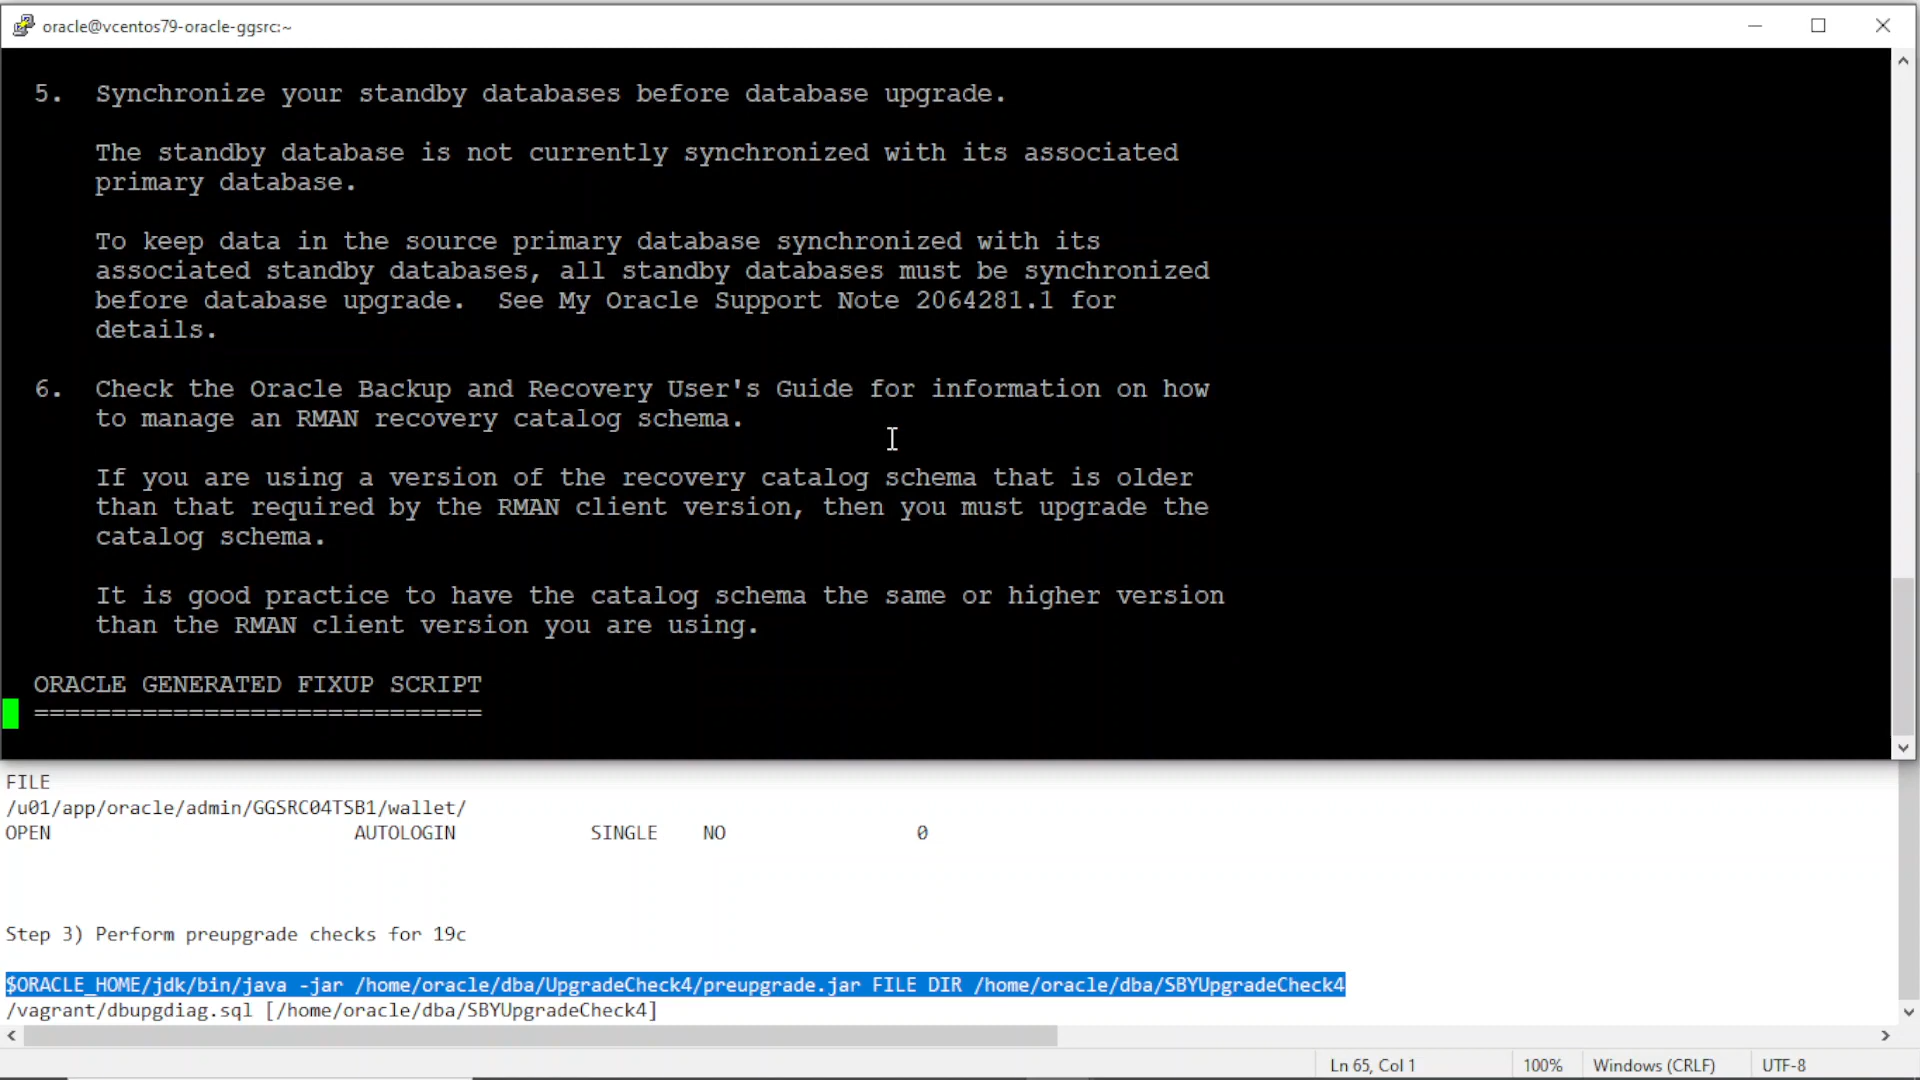 oracle@vcentos79-oracle-ggsrc:~
5. Synchronize your standby databases before database upgrade.
The standby database is not currently synchronized with its associated
primary database.
To keep data in the source primary database synchronized with its
associated standby databases, all standby databases must be synchronized
before database upgrade.  See My Oracle Support Note 2064281.1 for
details.
6. Check the Oracle Backup and Recovery User's Guide for information on how
to manage an RMAN recovery catalog schema.
If you are using a version of the recovery catalog schema that is older
than that required by the RMAN client version, then you must upgrade the
catalog schema.
It is good practice to have the catalog schema the same or higher version
than the RMAN client version you are using.
ORACLE GENERATED FIXUP SCRIPT
=============================
FILE
/u01/app/oracle/admin/GGSRC04TSB1/wallet/
OPEN AUTOLOGIN SINGLE NO 0
Step 3) Perform preupgrade checks for 19c
$ORACLE_HOME/jdk/bin/java -jar /home/oracle/dba/UpgradeCheck4/preupgrade.jar FILE DIR /home/oracle/dba/SBYUpgradeCheck4
/vagrant/dbupgdiag.sql [/home/oracle/dba/SBYUpgradeCheck4]
Ln 65, Col 1 100% Windows (CRLF) UTF-8